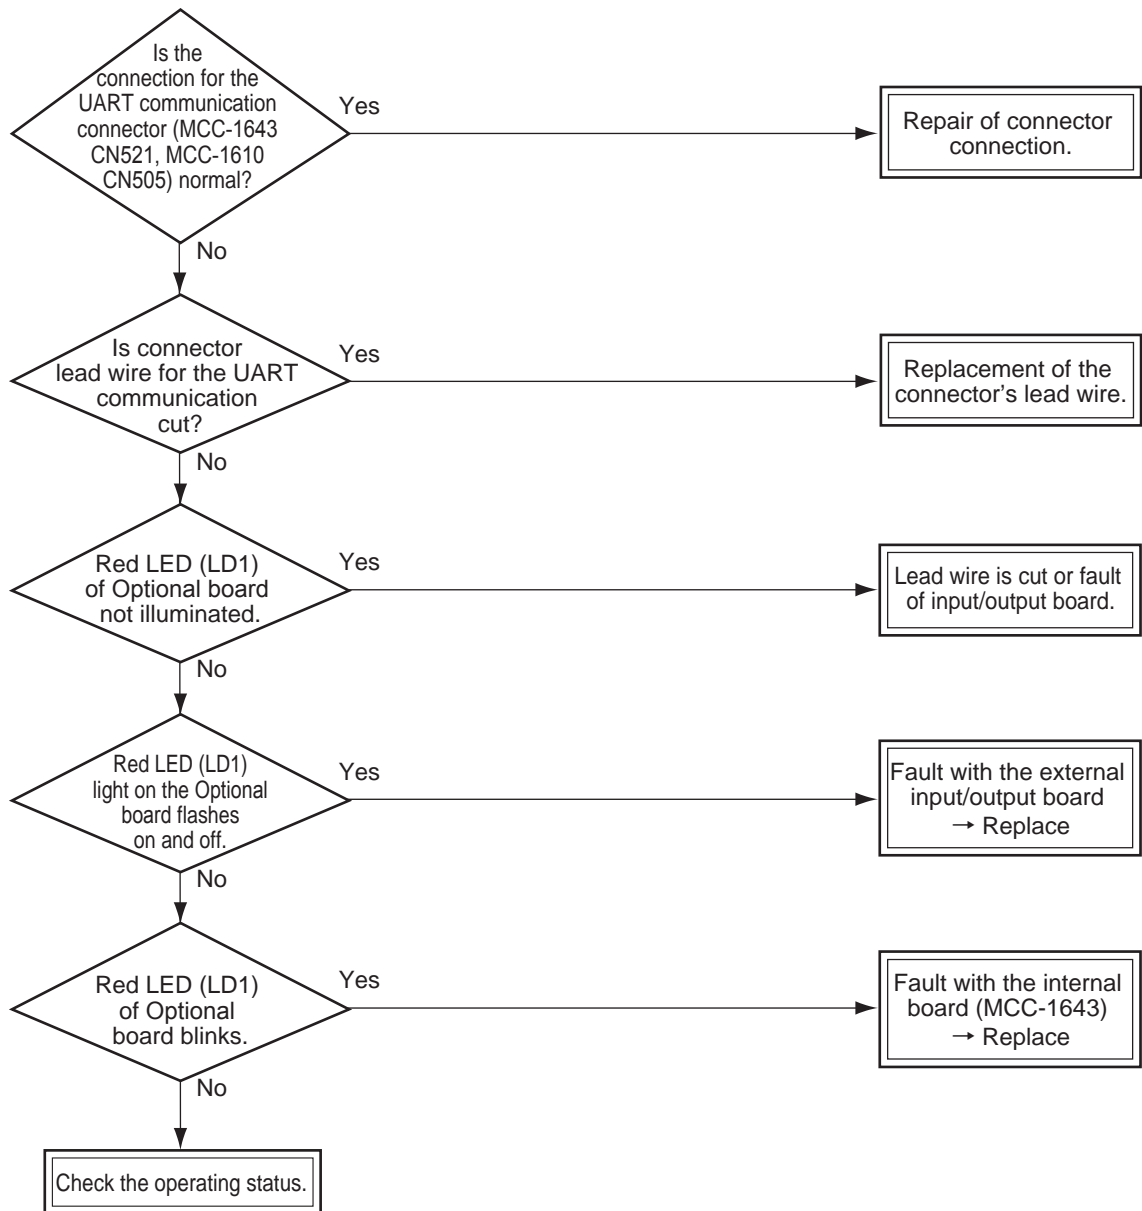 Is the
connection for the
UART communication
connector (MCC-1643
CN521, MCC-1610
CN505) normal?
Yes
Repair of connector
connection.
No
Is connector
lead wire for the UART
communication
cut?
Yes
Replacement of the
connector’s lead wire.
No
Red LED (LD1)
of Optional board
not illuminated.
Yes
Lead wire is cut or fault
of input/output board.
No
Red LED (LD1)
light on the Optional
board flashes
on and off.
Yes
Fault with the external
input/output board
→ Replace
No
Red LED (LD1)
of Optional
board blinks.
Yes
Fault with the internal
board (MCC-1643)
→ Replace
No
Check the operating status.